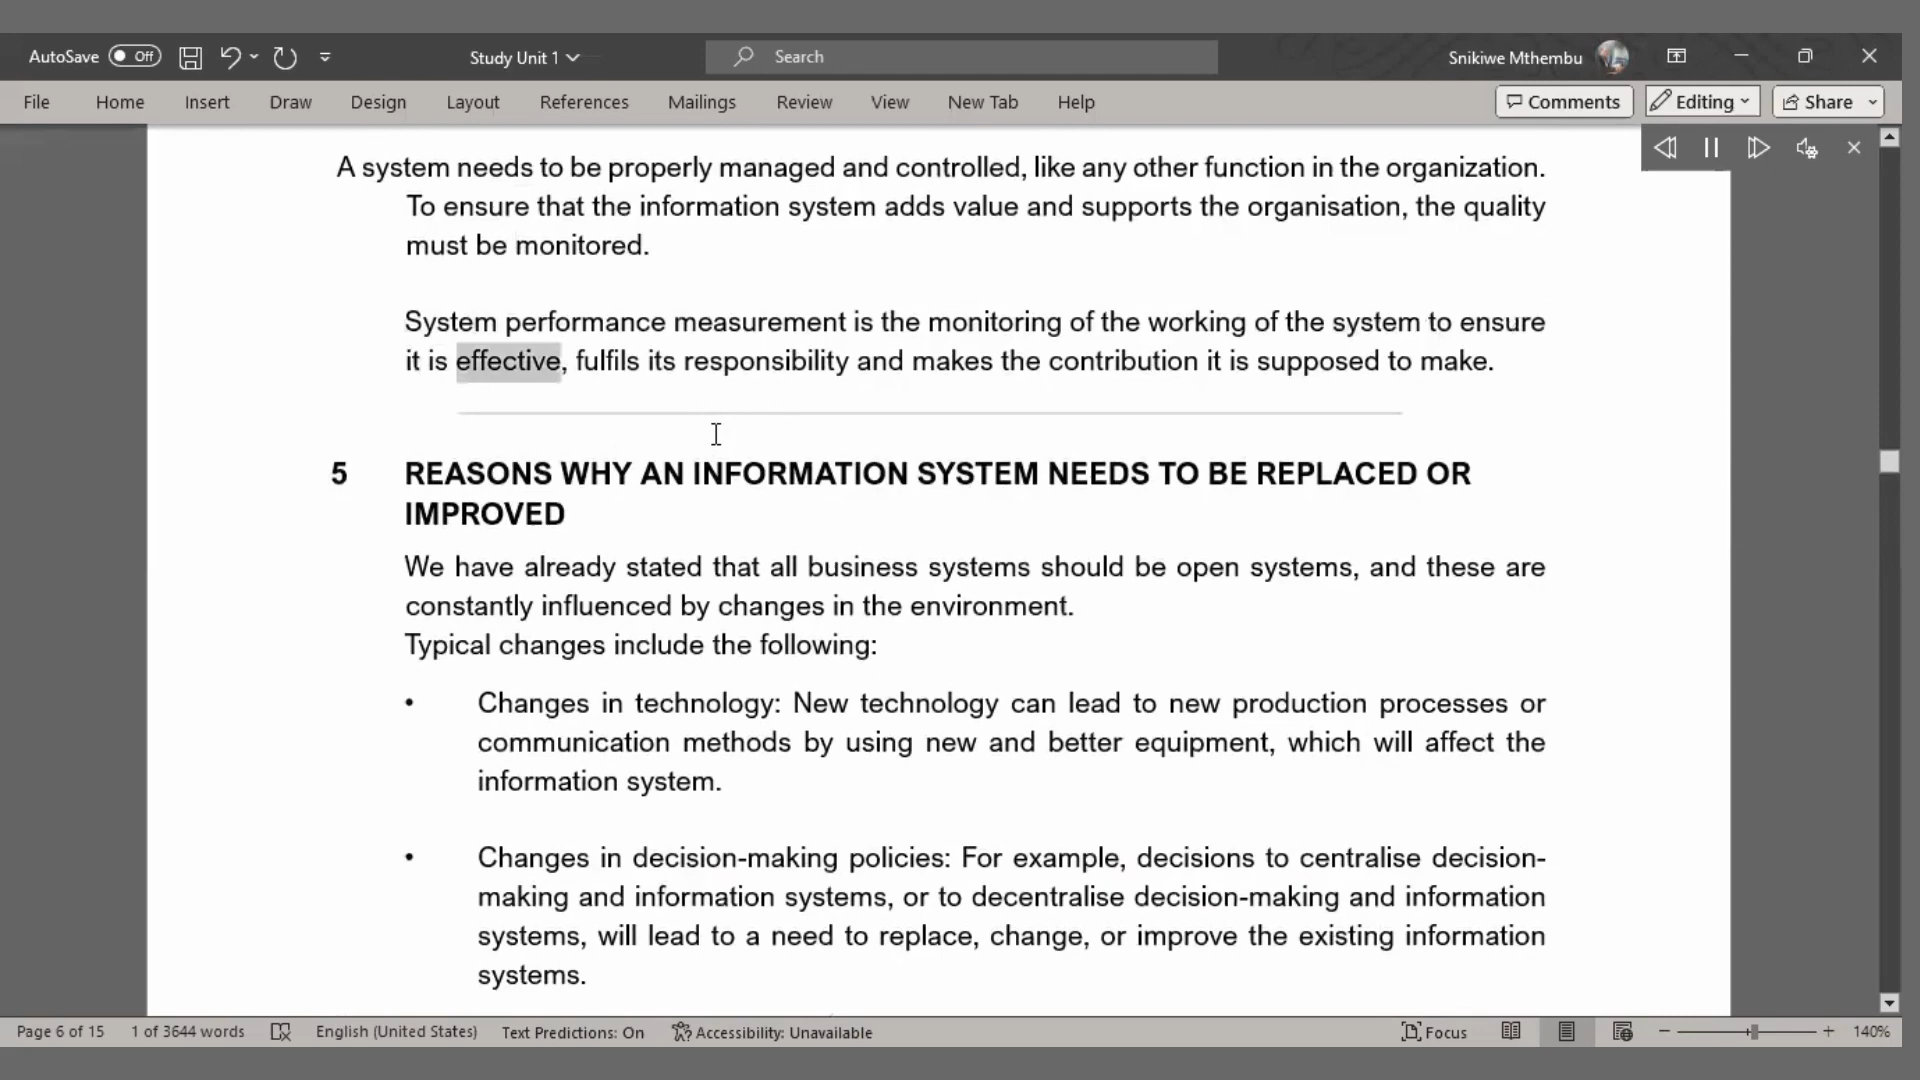 AutoSave Off Study Unit 1 Search Snikiwe Mthembu
File Home Insert Draw Design Layout References Mailings Review View New Tab Help Comments Editing Share
A system needs to be properly managed and controlled, like any other function in the organization.
To ensure that the information system adds value and supports the organisation, the quality
must be monitored.
System performance measurement is the monitoring of the working of the system to ensure
it is effective, fulfils its responsibility and makes the contribution it is supposed to make.
5 REASONS WHY AN INFORMATION SYSTEM NEEDS TO BE REPLACED OR
IMPROVED
We have already stated that all business systems should be open systems, and these are
constantly influenced by changes in the environment.
Typical changes include the following:
• Changes in technology: New technology can lead to new production processes or
communication methods by using new and better equipment, which will affect the
information system.
• Changes in decision-making policies: For example, decisions to centralise decision-
making and information systems, or to decentralise decision-making and information
systems, will lead to a need to replace, change, or improve the existing information
systems.
Page 6 of 15 1 of 3644 words English (United States) Text Predictions: On Accessibility: Unavailable Focus 140%